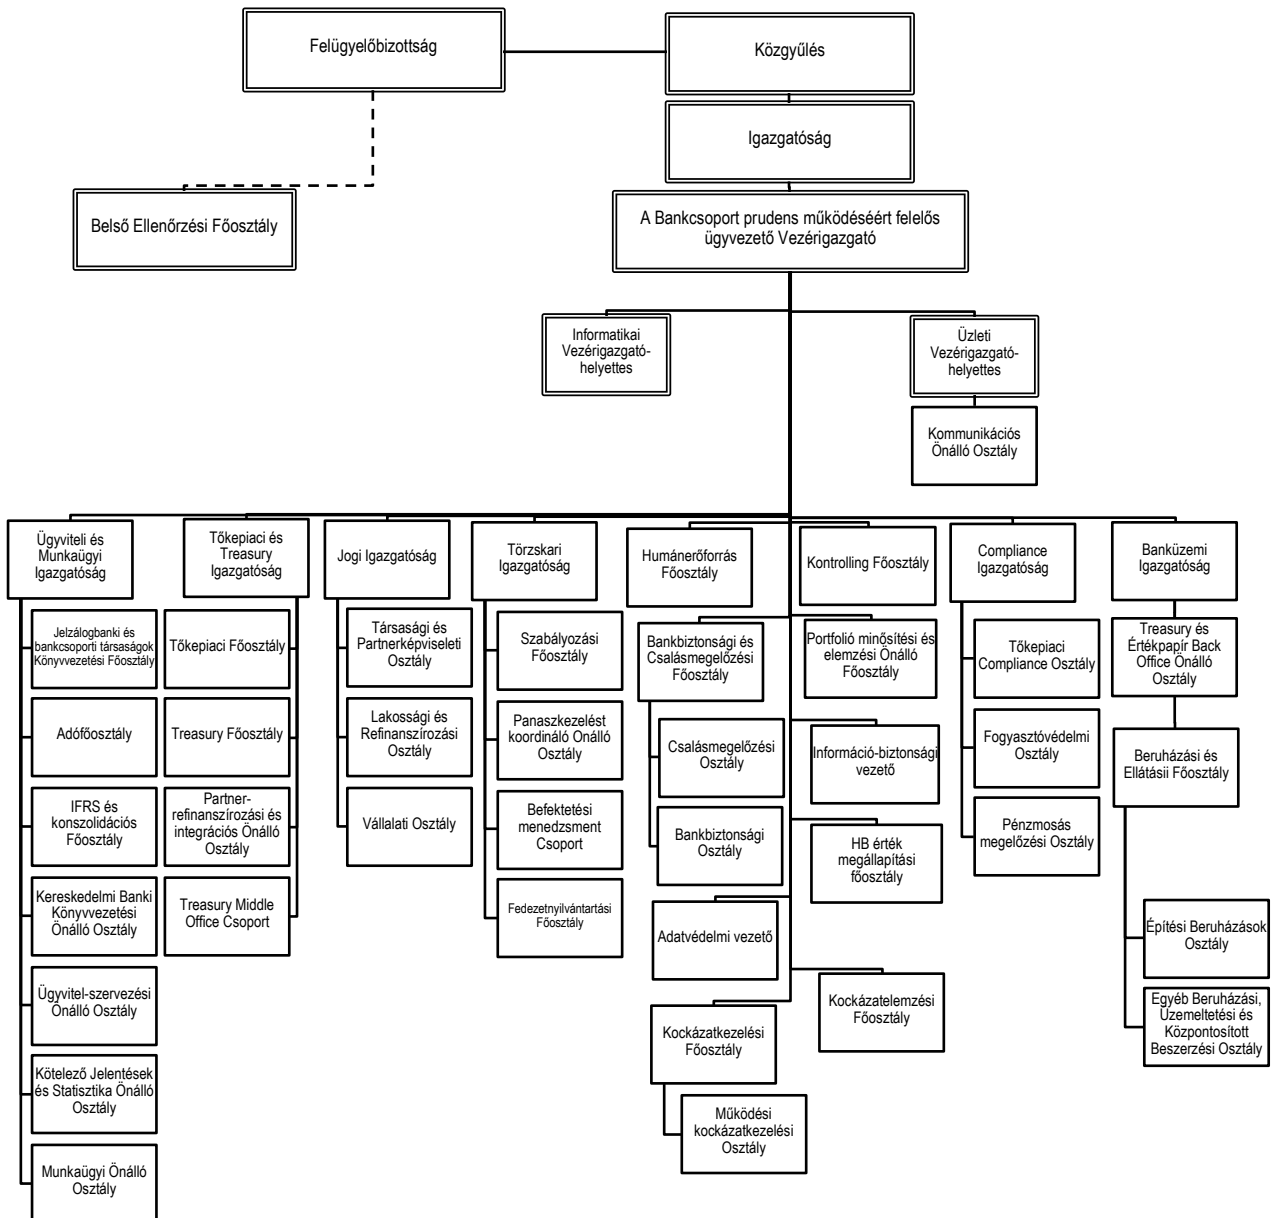 Felügyelőbizottság
Közgyűlés
Igazgatóság
Belső Ellenőrzési Főosztály
A Bankcsoport prudens működéséért felelős
ügyvezető Vezérigazgató
Informatikai
Vezérigazgató-
helyettes
Üzleti
Vezérigazgató-
helyettes
Kommunikációs
Önálló Osztály
Ügyviteli és
Munkaügyi
Igazgatóság
Jelzálogbanki és
bankcsoporti társaságok
Könyvvezetési Főosztály
Adófőosztály
IFRS és
konszolidációs
Főosztály
Kereskedelmi Banki
Könyvvezetési
Önálló Osztály
Ügyvitel-szervezési
Önálló Osztály
Kötelező Jelentések
és Statisztika Önálló
Osztály
Munkaügyi Önálló
Osztály
Tőkepiaci és
Treasury
Igazgatóság
Tőkepiaci Főosztály
Treasury Főosztály
Partner-
refinanszírozási és
integrációs Önálló
Osztály
Treasury Middle
Office Csoport
Jogi Igazgatóság
Társasági és
Partnerképviseleti
Osztály
Lakossági és
Refinanszírozási
Osztály
Vállalati Osztály
Törzskari
Igazgatóság
Szabályozási
Főosztály
Panaszkezelést
koordináló Önálló
Osztály
Befektetési
menedzsment
Csoport
Fedezetnyilvántartási
Főosztály
Humánerőforrás
Főosztály
Bankbiztonsági és
Csalásmegelőzési
Főosztály
Csalásmegelőzési
Osztály
Bankbiztonsági
Osztály
Adatvédelmi vezető
Kockázatkezelési
Főosztály
Működési
kockázatkezelési
Osztály
Kontrolling Főosztály
Portfolió minősítési és
elemzési Önálló
Főosztály
Információ-biztonsági
vezető
HB érték
megállapítási
főosztály
Kockázatelemzési
Főosztály
Compliance
Igazgatóság
Tőkepiaci
Compliance Osztály
Fogyasztóvédelmi
Osztály
Pénzmosás
megelőzési Osztály
Banküzemi
Igazgatóság
Treasury és
Értékpapír Back
Office Önálló
Osztály
Beruházási és
Ellátásii Főosztály
Építési Beruházások
Osztály
Egyéb Beruházási,
Üzemeltetési és
Központosított
Beszerzési Osztály